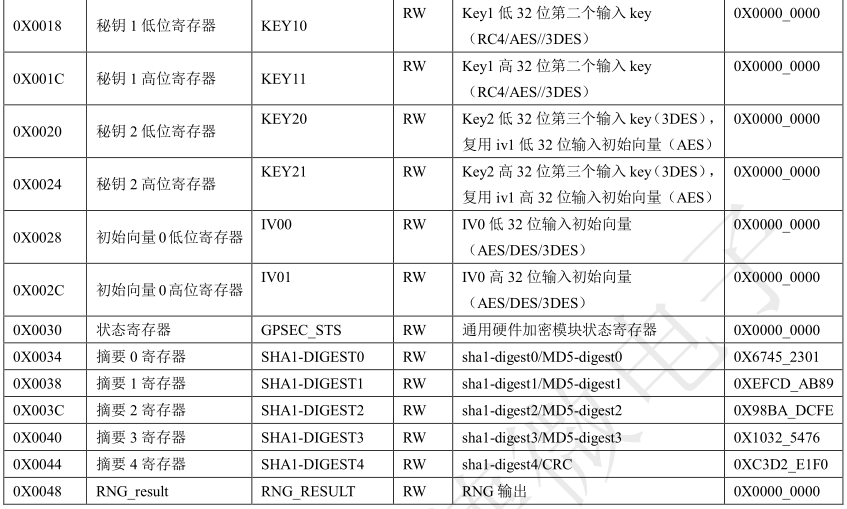 0X0018 秘钥 1 低位寄存器 KEY10 RW Key1 低 32 位第二个输入 key 0X0000_0000
（RC4/AES//3DES）
0X001C 秘钥 1 高位寄存器 KEY11 RW Key1 高 32 位第二个输入 key 0X0000_0000
（RC4/AES//3DES）
0X0020 秘钥 2 低位寄存器 KEY20 RW Key2 低 32 位第三个输入 key（3DES）， 0X0000_0000
复用 iv1 低 32 位输入初始向量（AES）
0X0024 秘钥 2 高位寄存器 KEY21 RW Key2 高 32 位第三个输入 key（3DES）， 0X0000_0000
复用 iv1 高 32 位输入初始向量（AES）
0X0028 初始向量 0 低位寄存器 IV00 RW IV0 低 32 位输入初始向量 0X0000_0000
（AES/DES/3DES）
0X002C 初始向量 0 高位寄存器 IV01 RW IV0 高 32 位输入初始向量 0X0000_0000
（AES/DES/3DES）
0X0030 状态寄存器 GPSEC_STS RW 通用硬件加密模块状态寄存器 0X0000_0000
0X0034 摘要 0 寄存器 SHA1-DIGEST0 RW sha1-digest0/MD5-digest0 0X6745_2301
0X0038 摘要 1 寄存器 SHA1-DIGEST1 RW sha1-digest1/MD5-digest1 0XEFCD_AB89
0X003C 摘要 2 寄存器 SHA1-DIGEST2 RW sha1-digest2/MD5-digest2 0X98BA_DCFE
0X0040 摘要 3 寄存器 SHA1-DIGEST3 RW sha1-digest3/MD5-digest3 0X1032_5476
0X0044 摘要 4 寄存器 SHA1-DIGEST4 RW sha1-digest4/CRC 0XC3D2_E1F0
0X0048 RNG_result RNG_RESULT RW RNG 输出 0X0000_0000
微电子